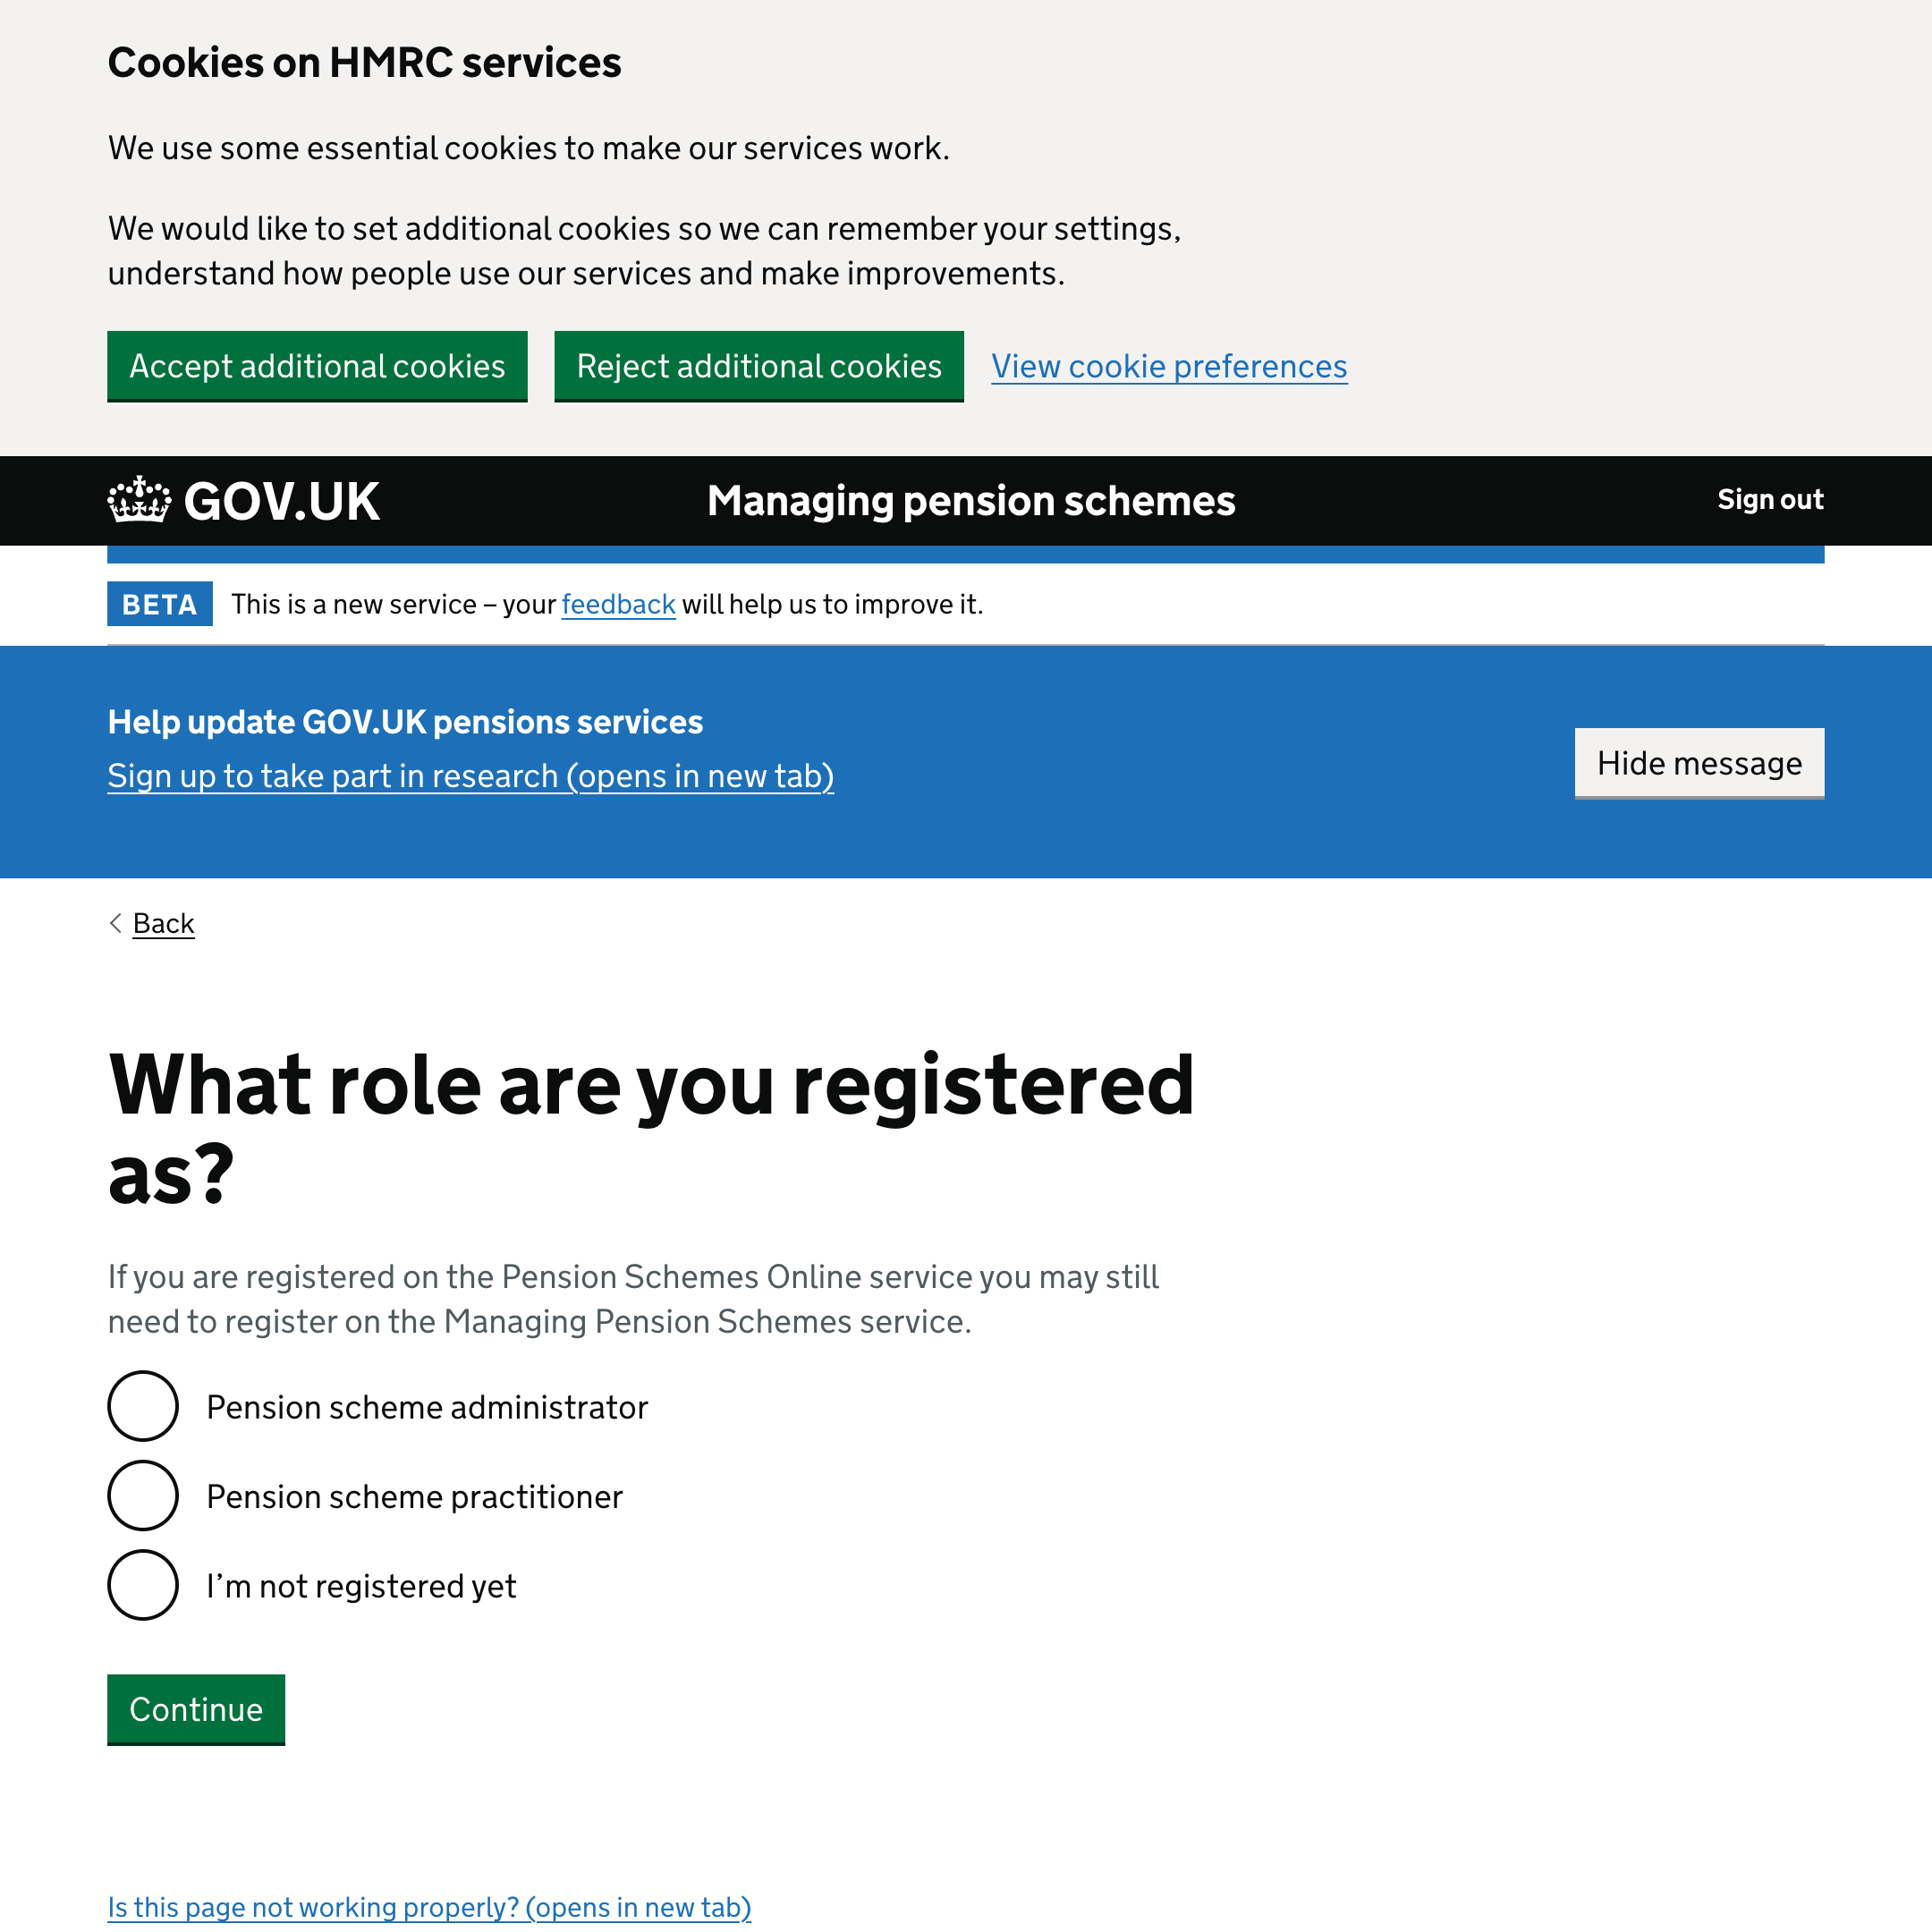 Cookies on HMRC services
We use some essential cookies to make our services work.
We would like to set additional cookies so we can remember your settings,
understand how people use our services and make improvements.
Accept additional cookies
Reject additional cookies
View cookie preferences
GOV.UK
Managing pension schemes
Sign out
BETA
This is a new service – your feedback will help us to improve it.
Help update GOV.UK pensions services
Sign up to take part in research (opens in new tab)
Hide message
Back
What role are you registered
as?
If you are registered on the Pension Schemes Online service you may still
need to register on the Managing Pension Schemes service.
Pension scheme administrator
Pension scheme practitioner
I’m not registered yet
Continue
Is this page not working properly? (opens in new tab)